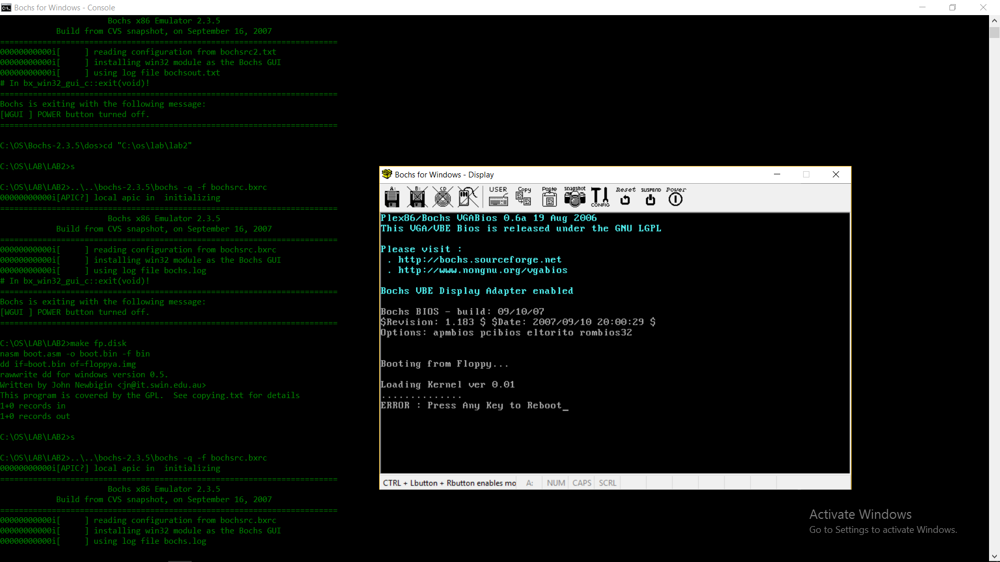 Bochs for Windows - Console
Bochs x86 Emulator 2.3.5
Build from CVS snapshot, on September 16, 2007
========================================================================
00000000000i[     ] reading configuration from bochsrc2.txt
00000000000i[     ] installing win32 module as the Bochs GUI
00000000000i[     ] using log file bochsout.txt
# In bx_win32_gui_c::exit(void)!
========================================================================
Bochs is exiting with the following message:
[WGUI ] POWER button turned off.
========================================================================
C:\OS\Bochs-2.3.5\dos>cd "C:\os\lab\lab2"
C:\OS\LAB\LAB2>s
C:\OS\LAB\LAB2>..\..\bochs-2.3.5\bochs -q -f bochsrc.bxrc
00000000000i[APIC?] local apic in  initializing
========================================================================
Bochs x86 Emulator 2.3.5
Build from CVS snapshot, on September 16, 2007
========================================================================
00000000000i[     ] reading configuration from bochsrc.bxrc
00000000000i[     ] installing win32 module as the Bochs GUI
00000000000i[     ] using log file bochs.log
# In bx_win32_gui_c::exit(void)!
========================================================================
Bochs is exiting with the following message:
[WGUI ] POWER button turned off.
========================================================================
C:\OS\LAB\LAB2>make fp.disk
nasm boot.asm -o boot.bin -f bin
dd if=boot.bin of=floppya.img
rawwrite dd for windows version 0.5.
Written by John Newbigin <jn@it.swin.edu.au>
This program is covered by the GPL.  See copying.txt for details
1+0 records in
1+0 records out
C:\OS\LAB\LAB2>s
C:\OS\LAB\LAB2>..\..\bochs-2.3.5\bochs -q -f bochsrc.bxrc
00000000000i[APIC?] local apic in  initializing
========================================================================
Bochs x86 Emulator 2.3.5
Build from CVS snapshot, on September 16, 2007
========================================================================
00000000000i[     ] reading configuration from bochsrc.bxrc
00000000000i[     ] installing win32 module as the Bochs GUI
00000000000i[     ] using log file bochs.log
Bochs for Windows - Display
A: B: CD USER Copy Paste snapshot CONFIG Reset SUSPEND Power
Plex86/Bochs VGABios 0.6a 19 Aug 2006
This VGA/VBE Bios is released under the GNU LGPL
Please visit :
. http://bochs.sourceforge.net
. http://www.nongnu.org/vgabios
Bochs VBE Display Adapter enabled
Bochs BIOS - build: 09/10/07
$Revision: 1.183 $ $Date: 2007/09/10 20:00:29 $
Options: apmbios pcibios eltorito rombios32
Booting from Floppy...
Loading Kernel ver 0.01
..............
ERROR : Press Any Key to Reboot_
CTRL + Lbutton + Rbutton enables mo A: NUM CAPS SCRL
Activate Windows
Go to Settings to activate Windows.